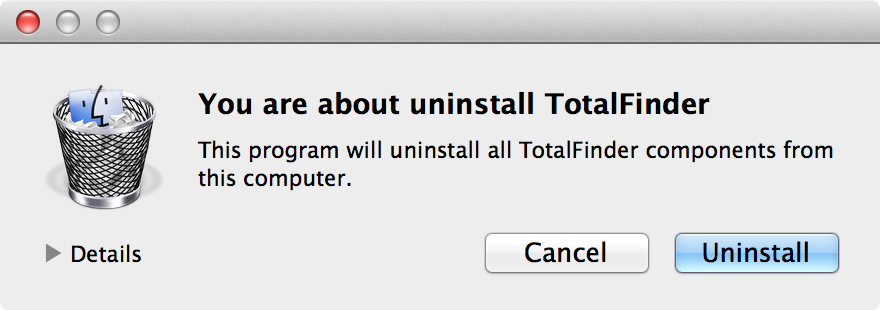 You are about uninstall TotalFinder
This program will uninstall all TotalFinder components from
this computer.
Details
Cancel
Uninstall